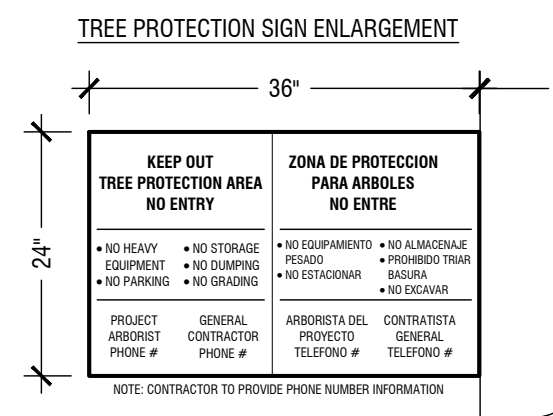 TREE PROTECTION SIGN ENLARGEMENT
36"
24"
KEEP OUT
TREE PROTECTION AREA
NO ENTRY
• NO HEAVY
EQUIPMENT
• NO PARKING
• NO STORAGE
• NO DUMPING
• NO GRADING
PROJECT
ARBORIST
PHONE #
GENERAL
CONTRACTOR
PHONE #
ZONA DE PROTECCION
PARA ARBOLES
NO ENTRE
• NO EQUIPAMIENTO
PESADO
• NO ESTACIONAR
• NO ALMACENAJE
• PROHIBIDO TRIAR
BASURA
• NO EXCAVAR
ARBORISTA DEL
PROYECTO
TELEFONO #
CONTRATISTA
GENERAL
TELEFONO #
NOTE: CONTRACTOR TO PROVIDE PHONE NUMBER INFORMATION